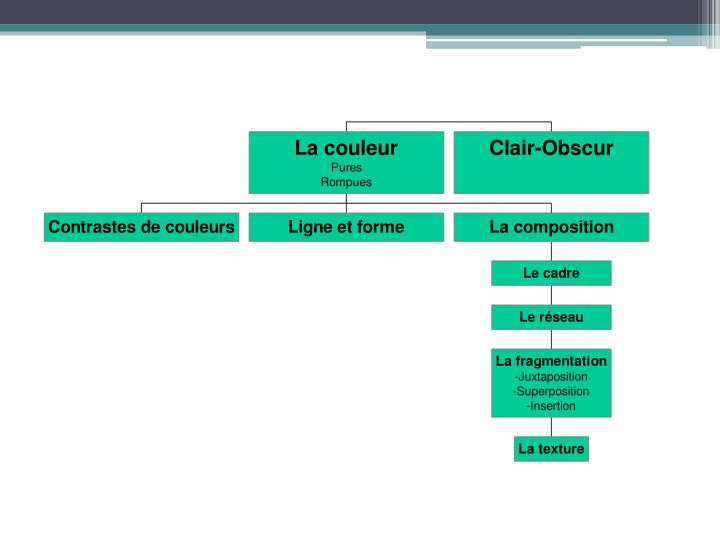 La couleur
Pures
Rompues
Clair-Obscur
Contrastes de couleurs
Ligne et forme
La composition
Le cadre
Le réseau
La fragmentation
-Juxtaposition
-Superposition
-Insertion
La texture